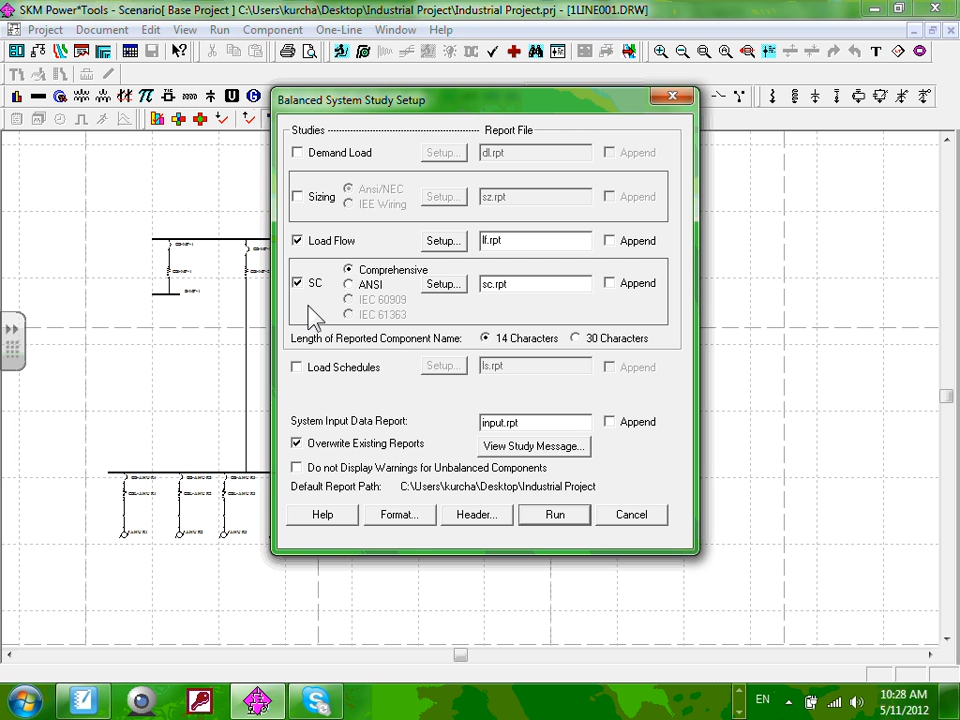 SKM Power*Tools - Scenario[ Base Project ] C:\Users\kurcha\Desktop\Industrial Project\Industrial Project.prj - [1LINE001.DRW]
Project Document Edit View Run Component One-Line Window Help
Balanced System Study Setup
Studies Report File
Demand Load Setup... dl.rpt Append
Sizing Ansi/NEC IEE Wiring Setup... sz.rpt Append
Load Flow Setup... lf.rpt Append
Comprehensive
SC ANSI Setup... sc.rpt Append
IEC 60909
IEC 61363
Length of Reported Component Name: 14 Characters 30 Characters
Load Schedules Setup... ls.rpt Append
System Input Data Report: input.rpt Append
Overwrite Existing Reports View Study Message...
Do not Display Warnings for Unbalanced Components
Default Report Path: C:\Users\kurcha\Desktop\Industrial Project
Help Format... Header... Run Cancel
EN
10:28 AM
5/11/2012